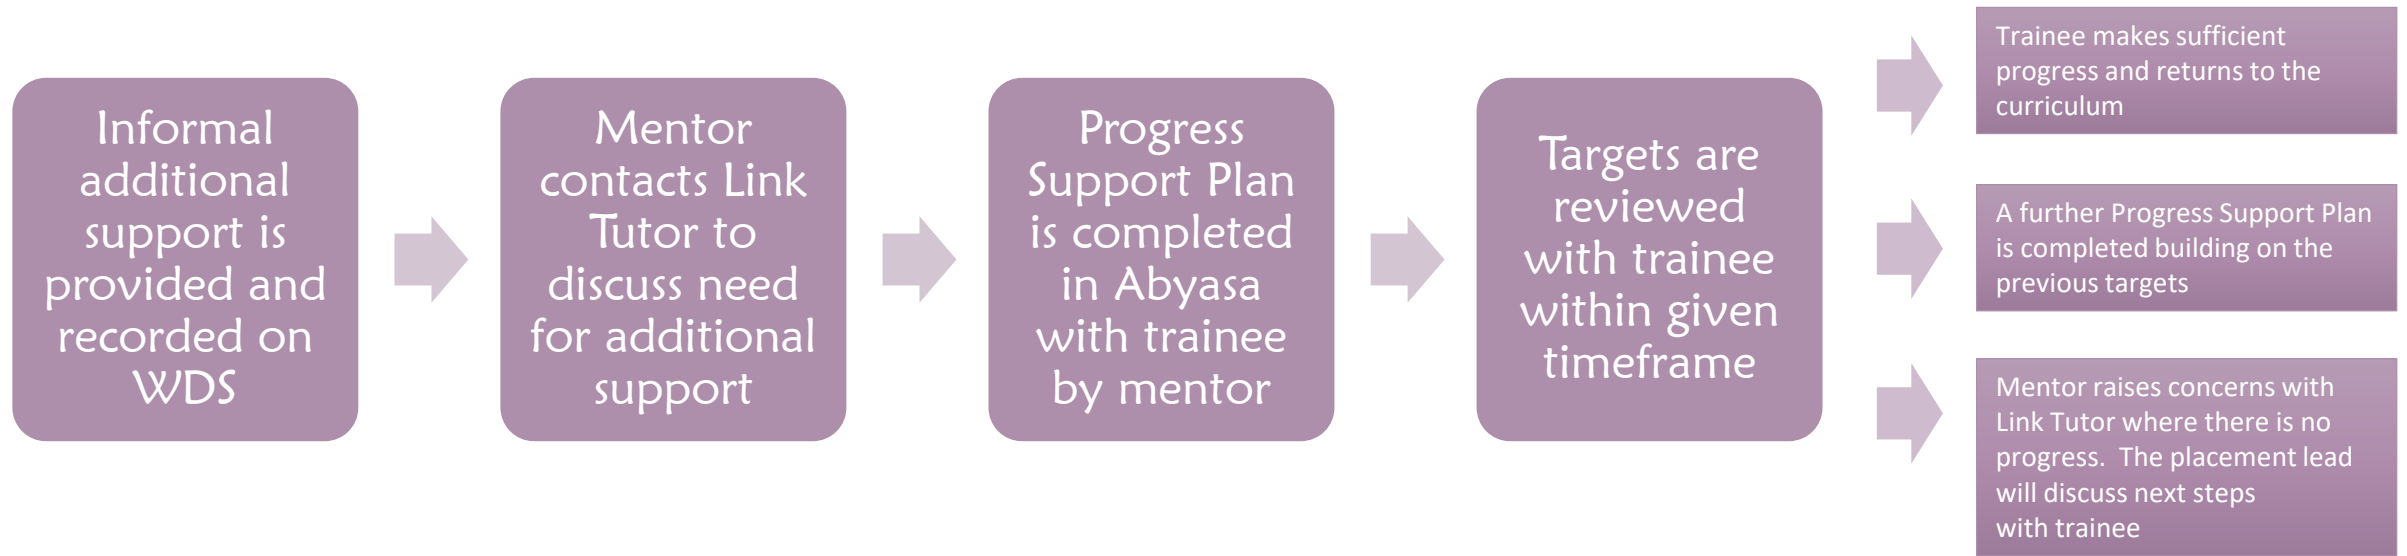 Informal
additional
support is
provided and
recorded on
WDS
Mentor
contacts Link
Tutor to
discuss need
for additional
support
Progress
Support Plan
is completed
in Abyasa
with trainee
by mentor
Targets are
reviewed
with trainee
within given
timeframe
Trainee makes sufficient
progress and returns to the
curriculum
A further Progress Support Plan
is completed building on the
previous targets
Mentor raises concerns with
Link Tutor where there is no
progress.  The placement lead
will discuss next steps
with trainee